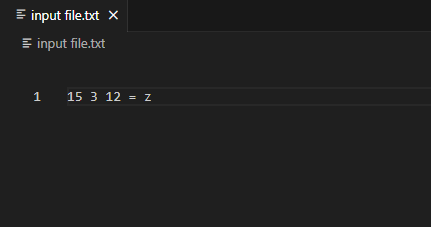 input file.txt
input file.txt
1 15 3 12 = z